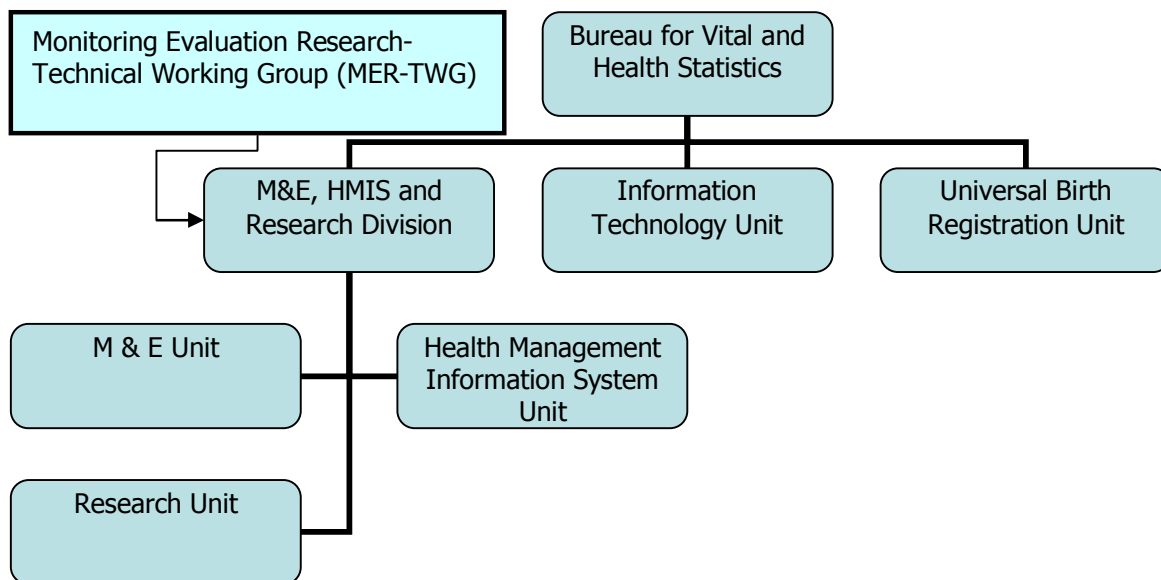 Monitoring Evaluation Research-
Technical Working Group (MER-TWG)
Bureau for Vital and
Health Statistics
M&E, HMIS and
Research Division
Information
Technology Unit
Universal Birth
Registration Unit
M & E Unit
Health Management
Information System
Unit
Research Unit